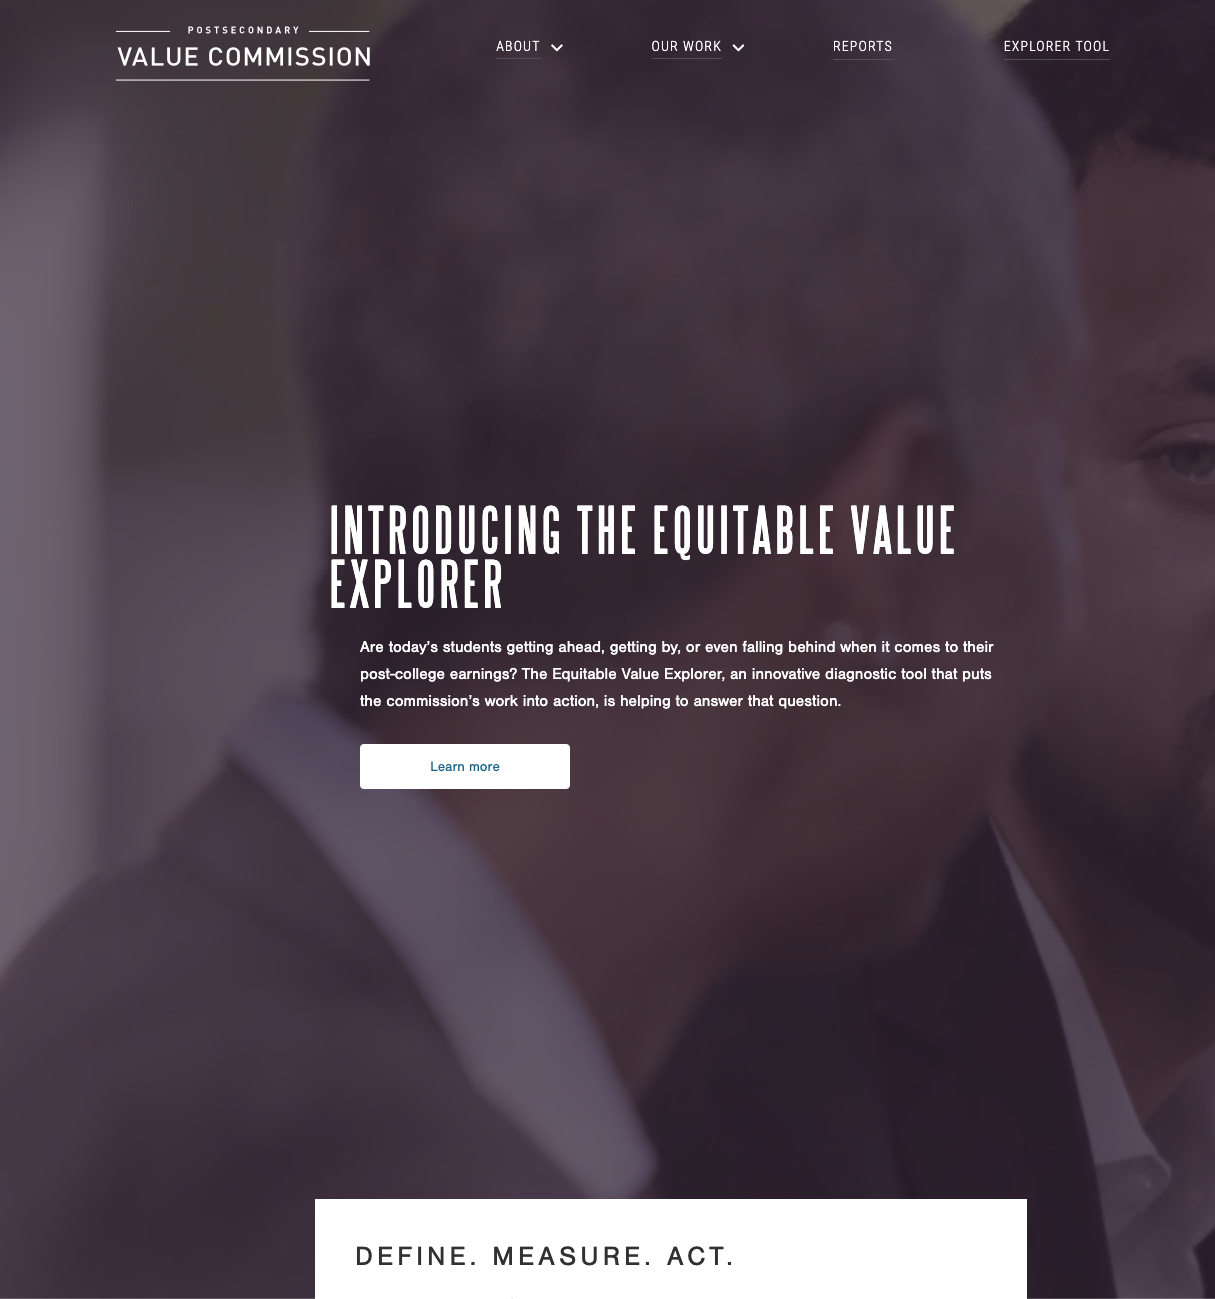 POSTSECONDARY
VALUE COMMISSION
ABOUT
OUR WORK
REPORTS
EXPLORER TOOL
INTRODUCING THE EQUITABLE VALUE
EXPLORER
Are today’s students getting ahead, getting by, or even falling behind when it comes to their
post-college earnings? The Equitable Value Explorer, an innovative diagnostic tool that puts
the commission’s work into action, is helping to answer that question.
Learn more
DEFINE. MEASURE. ACT.